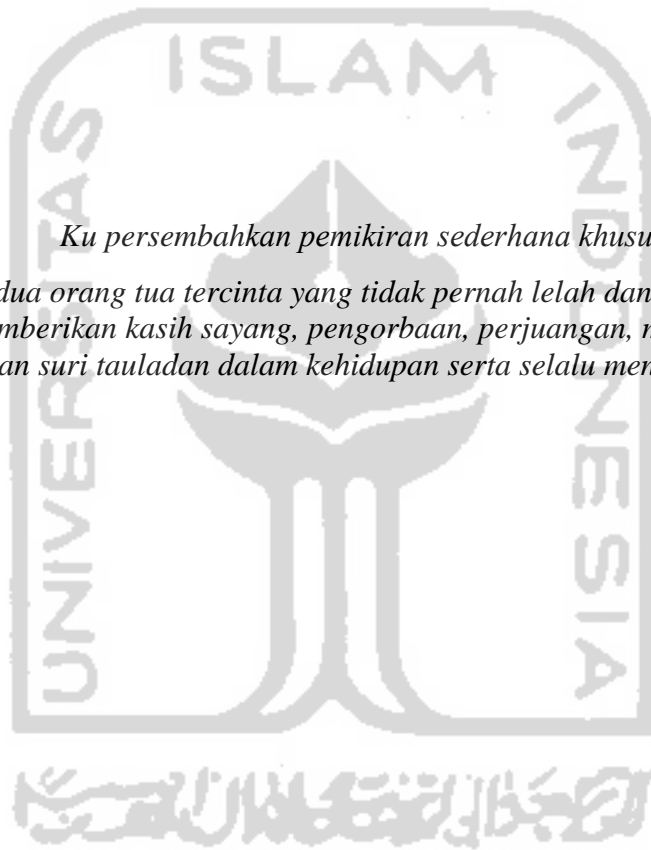 ISLAM
UNIVERSITAS
INDONESIA
Ku persembahkan pemikiran sederhana khusu
dua orang tua tercinta yang tidak pernah lelah dan
mberikan kasih sayang, pengorbaan, perjuangan, n
an suri tauladan dalam kehidupan serta selalu men